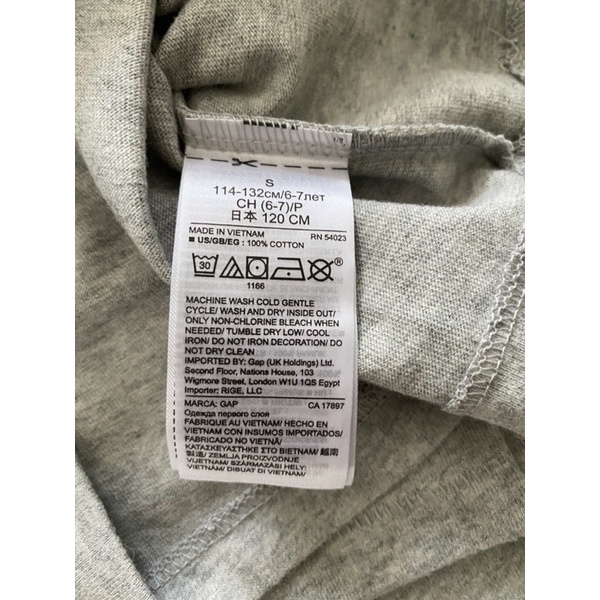 S
114-132см/6-7лет
CH (6-7)/P
日本 120 CM
MADE IN VIETNAM RN 54023
■ US/GB/EG : 100% COTTON
30
1166
MACHINE WASH COLD GENTLE
CYCLE/ WASH AND DRY INSIDE OUT/
ONLY NON-CHLORINE BLEACH WHEN
NEEDED/ TUMBLE DRY LOW/ COOL
IRON/ DO NOT IRON DECORATION/ DO
NOT DRY CLEAN
IMPORTED BY: Gap (UK Holdings) Ltd.
Second Floor, Nations House, 103
Wigmore Street, London W1U 1QS Egypt
Importer: RIGE, LLC
MARCA: GAP CA 17897
Одежда первого слоя
FABRIQUE AU VIETNAM/ HECHO EN
VIETNAM CON INSUMOS IMPORTADOS/
FABRICADO NO VIETNÃ/
ΚΑΤΑΣΚΕΥΑΣΤΗΚΕ ΣΤΟ ΒΙΕΤΝΑΜ/ 越南
製造/ ZEMLJA PROIZVODNJE
VIJETNAM/ SZÁRMAZÁSI HELY:
VIETNÁM/ DIBUAT DI VIETNAM/